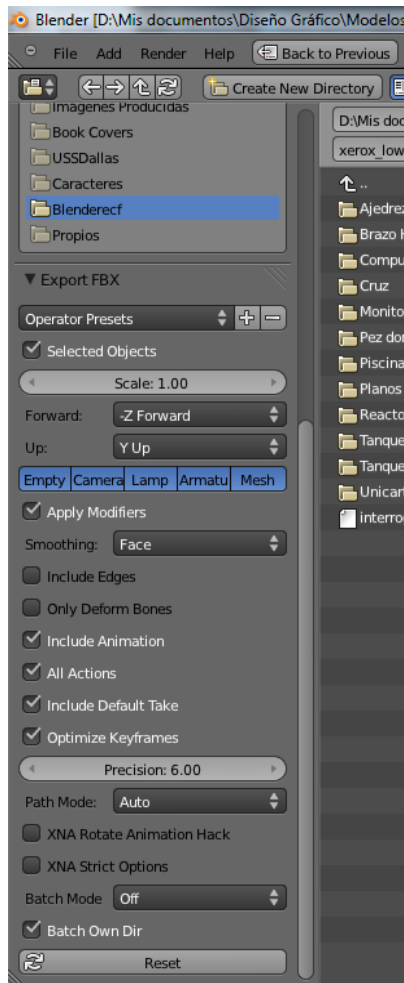 Blender [D:\Mis documentos\Diseño Gráfico\Modelos
File Add Render Help Back to Previous
Create New Directory
Imagenes Producidas
D:\Mis doc
Book Covers
xerox_low
USSDallas
Caracteres
..
Blenderecf
Ajedrez
Propios
Brazo
Compu
Export FBX
Cruz
Operator Presets
Monito
Selected Objects
Pez dor
Scale: 1.00
Piscina
Planos
Forward: -Z Forward
Reacto
Up: Y Up
Tanque
Empty Camera Lamp Armatu Mesh
Tanque
Unicart
Apply Modifiers
interro
Smoothing: Face
Include Edges
Only Deform Bones
Include Animation
All Actions
Include Default Take
Optimize Keyframes
Precision: 6.00
Path Mode: Auto
XNA Rotate Animation Hack
XNA Strict Options
Batch Mode Off
Batch Own Dir
Reset